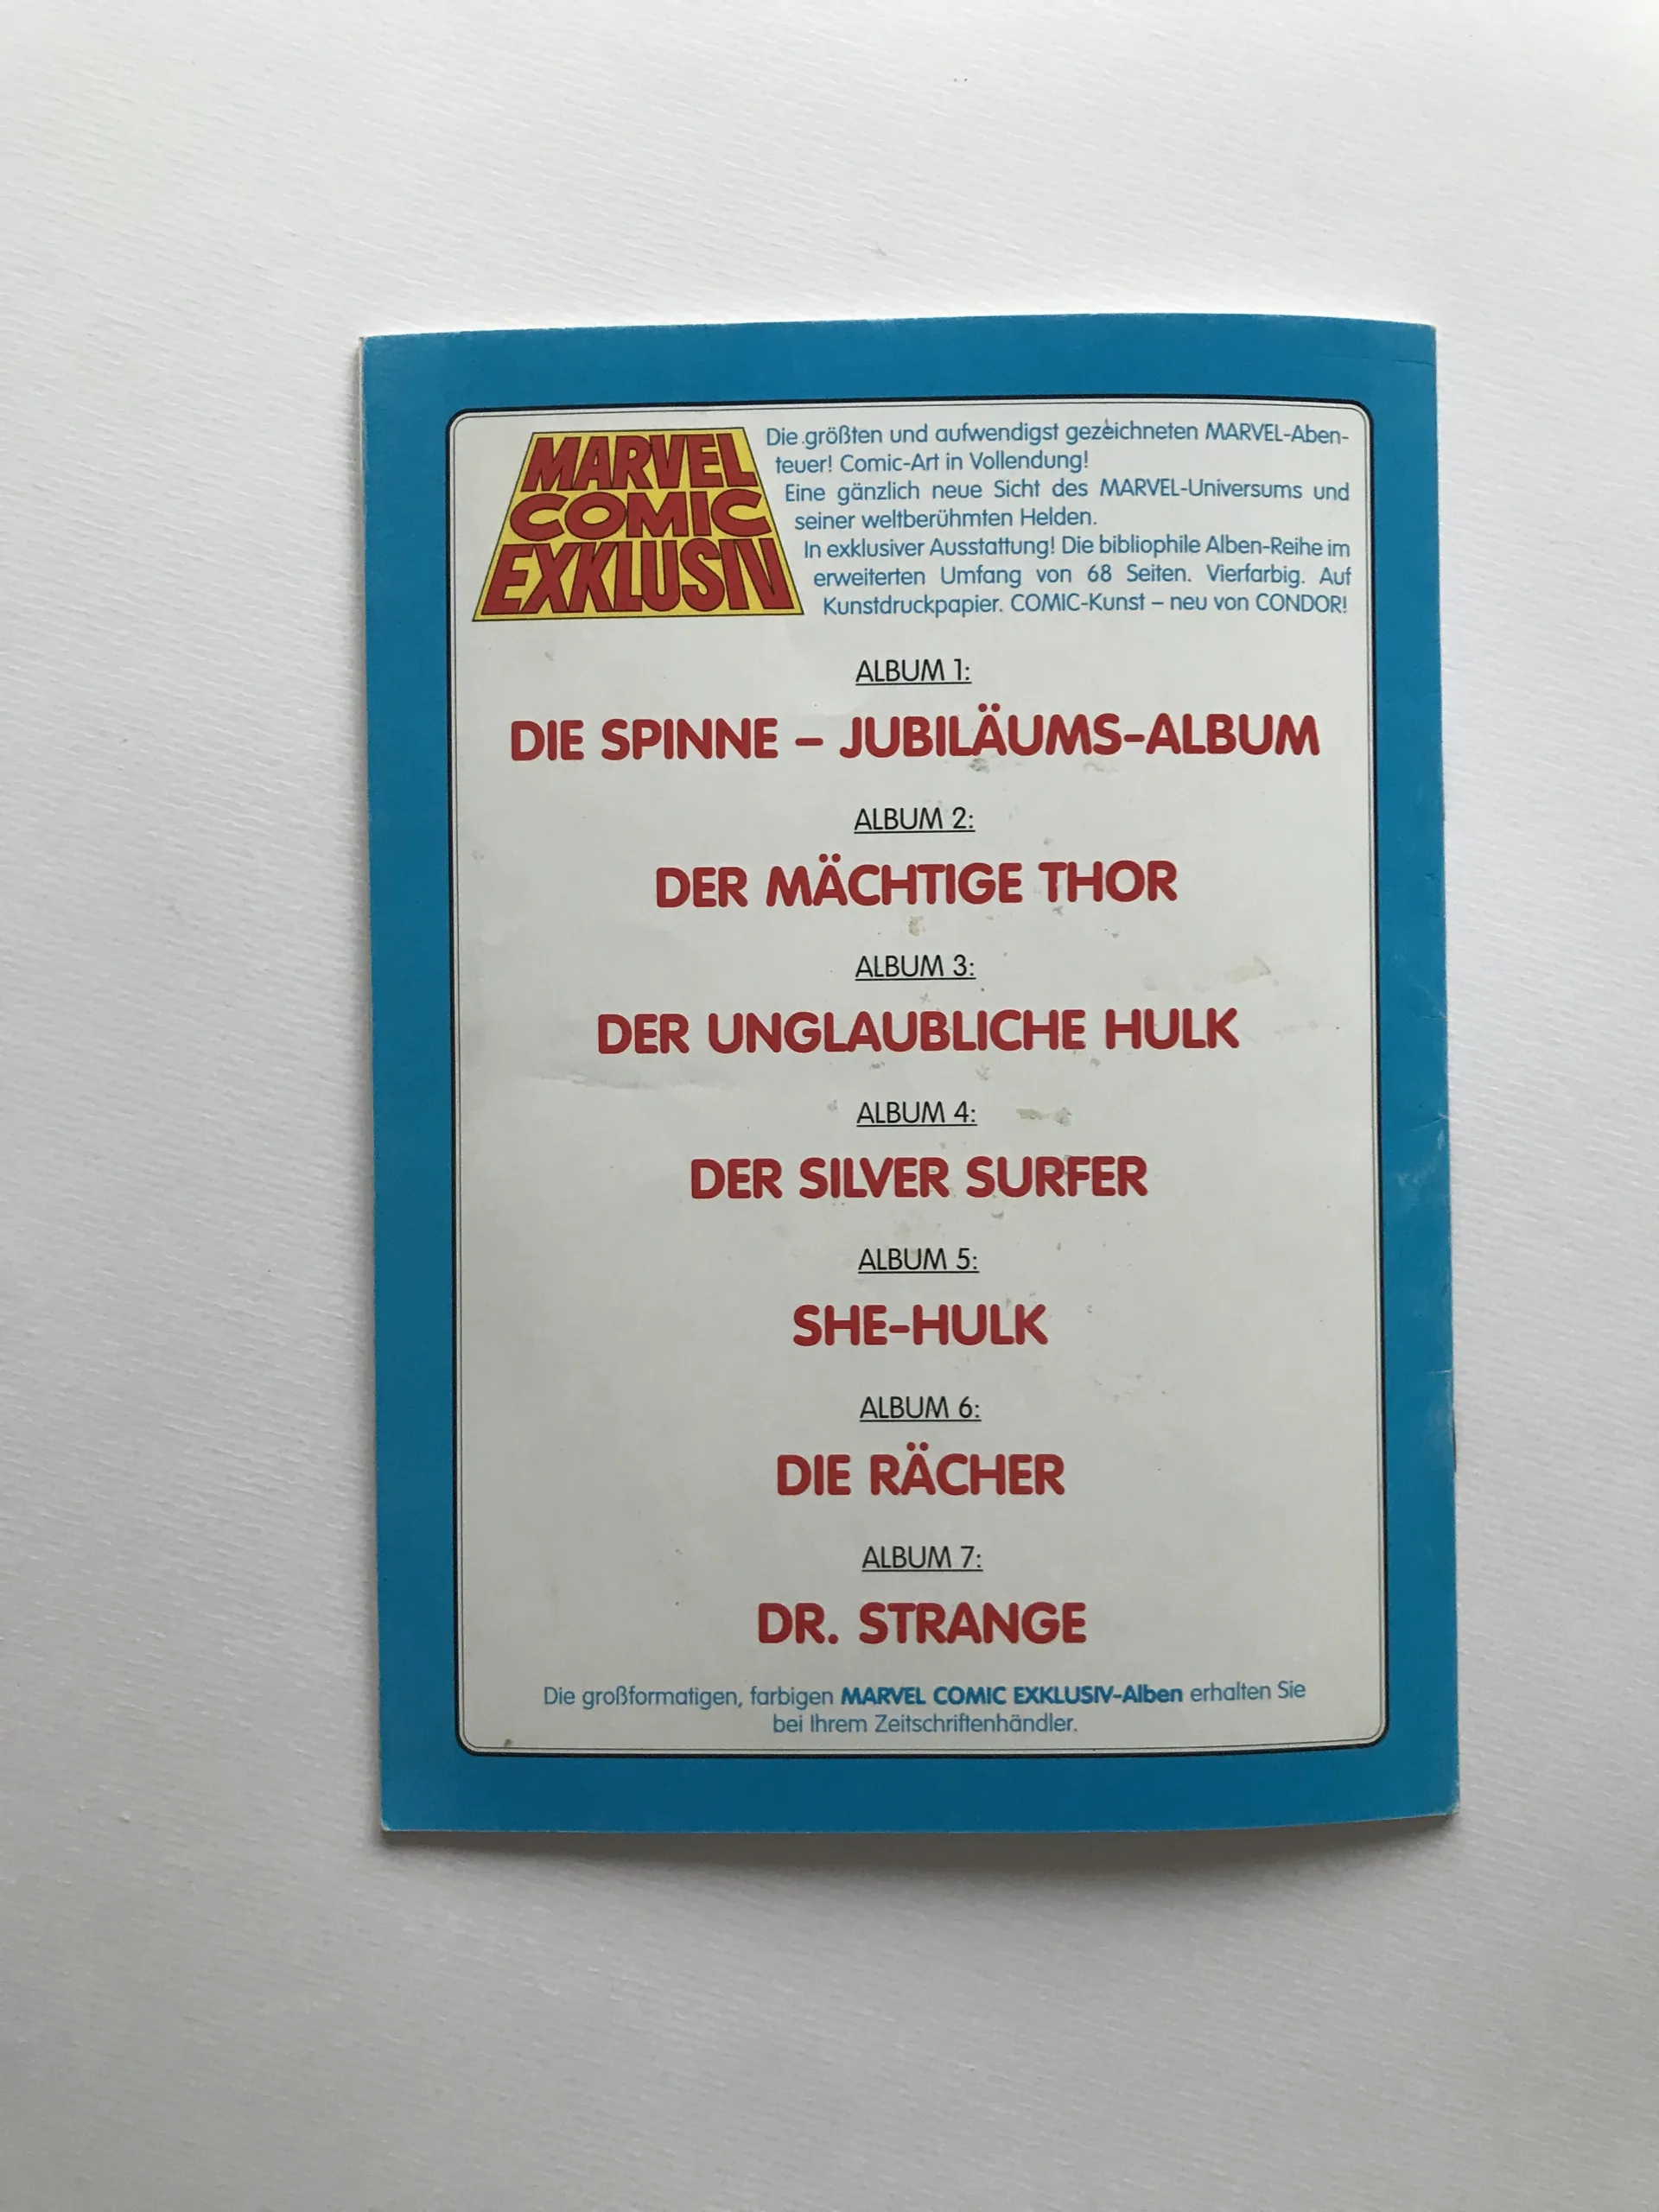 MARVEL
COMIC
EXKLUSIV
Die größten und aufwendigst gezeichneten MARVEL-Aben-
teuer! Comic-Art in Vollendung!
Eine gänzlich neue Sicht des MARVEL-Universums und
seiner weltberühmten Helden.
In exklusiver Ausstattung! Die bibliophile Alben-Reihe im
erweiterten Umfang von 68 Seiten. Vierfarbig. Auf
Kunstdruckpapier. COMIC-Kunst – neu von CONDOR!
ALBUM 1:
DIE SPINNE – JUBILÄUMS-ALBUM
ALBUM 2:
DER MÄCHTIGE THOR
ALBUM 3:
DER UNGLAUBLICHE HULK
ALBUM 4:
DER SILVER SURFER
ALBUM 5:
SHE-HULK
ALBUM 6:
DIE RÄCHER
ALBUM 7:
DR. STRANGE
Die großformatigen, farbigen MARVEL COMIC EXKLUSIV-Alben erhalten Sie
bei Ihrem Zeitschriftenhändler.